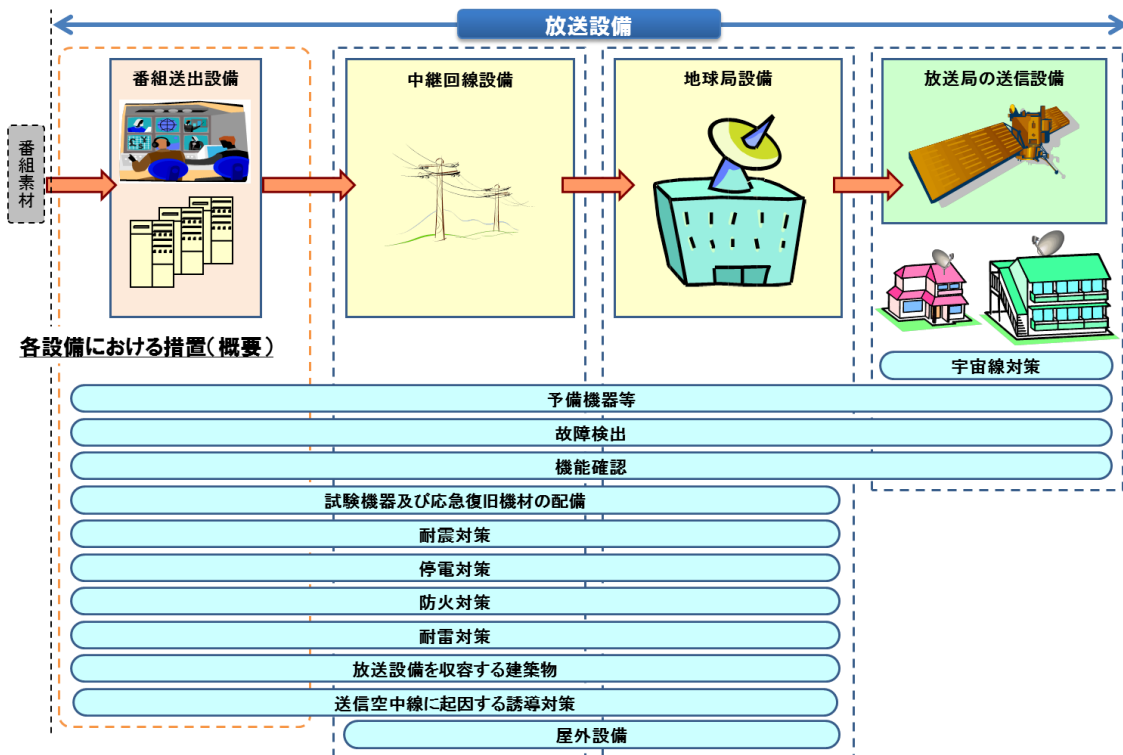 放送設備
番組素材
番組送出設備
中継回線設備
地球局設備
放送局の送信設備
各設備における措置(概要)
宇宙線対策
予備機器等
故障検出
機能確認
試験機器及び応急復旧機材の配備
耐震対策
停電対策
防火対策
耐雷対策
放送設備を収容する建築物
送信空中線に起因する誘導対策
屋外設備